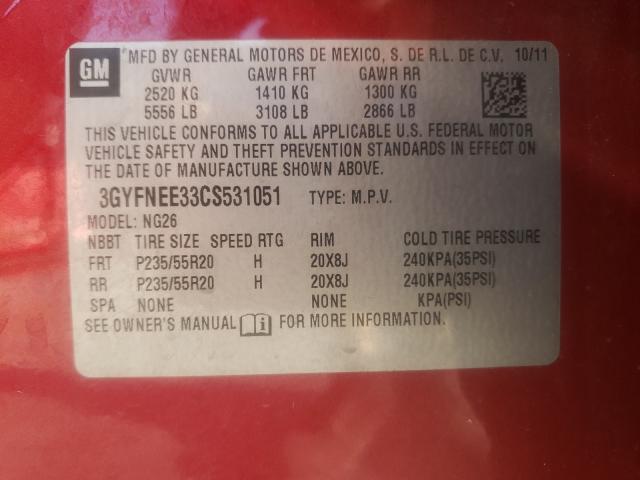 GM
MFD BY GENERAL MOTORS DE MEXICO, S. DE R.L. DE C.V. 10/11
GVWR GAWR FRT GAWR RR
2520 KG 1410 KG 1300 KG
5556 LB 3108 LB 2866 LB
THIS VEHICLE CONFORMS TO ALL APPLICABLE U.S. FEDERAL MOTOR
VEHICLE SAFETY AND THEFT PREVENTION STANDARDS IN EFFECT ON
THE DATE OF MANUFACTURE SHOWN ABOVE.
3GYFNEE33CS531051 TYPE: M.P.V.
MODEL: NG26
NBBT TIRE SIZE SPEED RTG RIM COLD TIRE PRESSURE
FRT P235/55R20 H 20X8J 240KPA(35PSI)
RR P235/55R20 H 20X8J 240KPA(35PSI)
SPA NONE NONE KPA(PSI)
SEE OWNER'S MANUAL i FOR MORE INFORMATION.